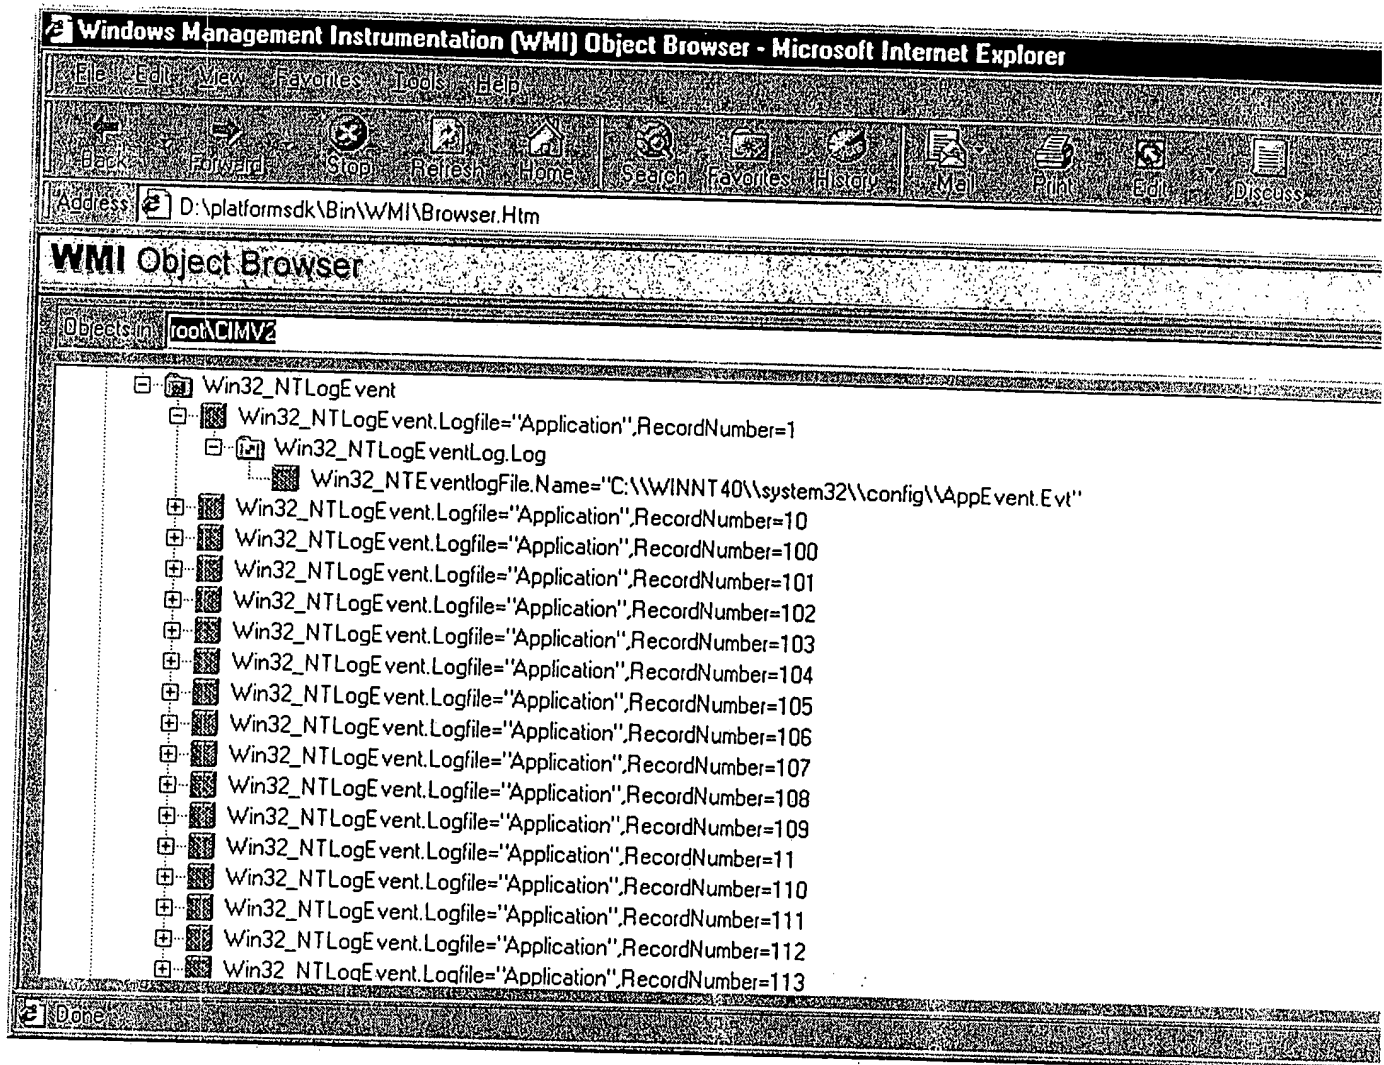 Windows Management Instrumentation (WMI) Object Browser - Microsoft Internet Explorer
File Edit View Favorites Tools Help
Back Forward Stop Refresh Home Search Favorites History Mail Print Edit Discuss
Address D:\platformsdk\Bin\WMI\Browser.Htm
WMI Object Browser
Objects in: root\CIMV2
Win32_NTLogEvent
Win32_NTLogEvent.Logfile="Application",RecordNumber=1
Win32_NTLogEventLog.Log
Win32_NTEventlogFile.Name="C:\\WINNT40\\system32\\config\\AppEvent.Evt"
Win32_NTLogEvent.Logfile="Application",RecordNumber=10
Win32_NTLogEvent.Logfile="Application",RecordNumber=100
Win32_NTLogEvent.Logfile="Application",RecordNumber=101
Win32_NTLogEvent.Logfile="Application",RecordNumber=102
Win32_NTLogEvent.Logfile="Application",RecordNumber=103
Win32_NTLogEvent.Logfile="Application",RecordNumber=104
Win32_NTLogEvent.Logfile="Application",RecordNumber=105
Win32_NTLogEvent.Logfile="Application",RecordNumber=106
Win32_NTLogEvent.Logfile="Application",RecordNumber=107
Win32_NTLogEvent.Logfile="Application",RecordNumber=108
Win32_NTLogEvent.Logfile="Application",RecordNumber=109
Win32_NTLogEvent.Logfile="Application",RecordNumber=11
Win32_NTLogEvent.Logfile="Application",RecordNumber=110
Win32_NTLogEvent.Logfile="Application",RecordNumber=111
Win32_NTLogEvent.Logfile="Application",RecordNumber=112
Win32_NTLogEvent.Logfile="Application",RecordNumber=113
Done